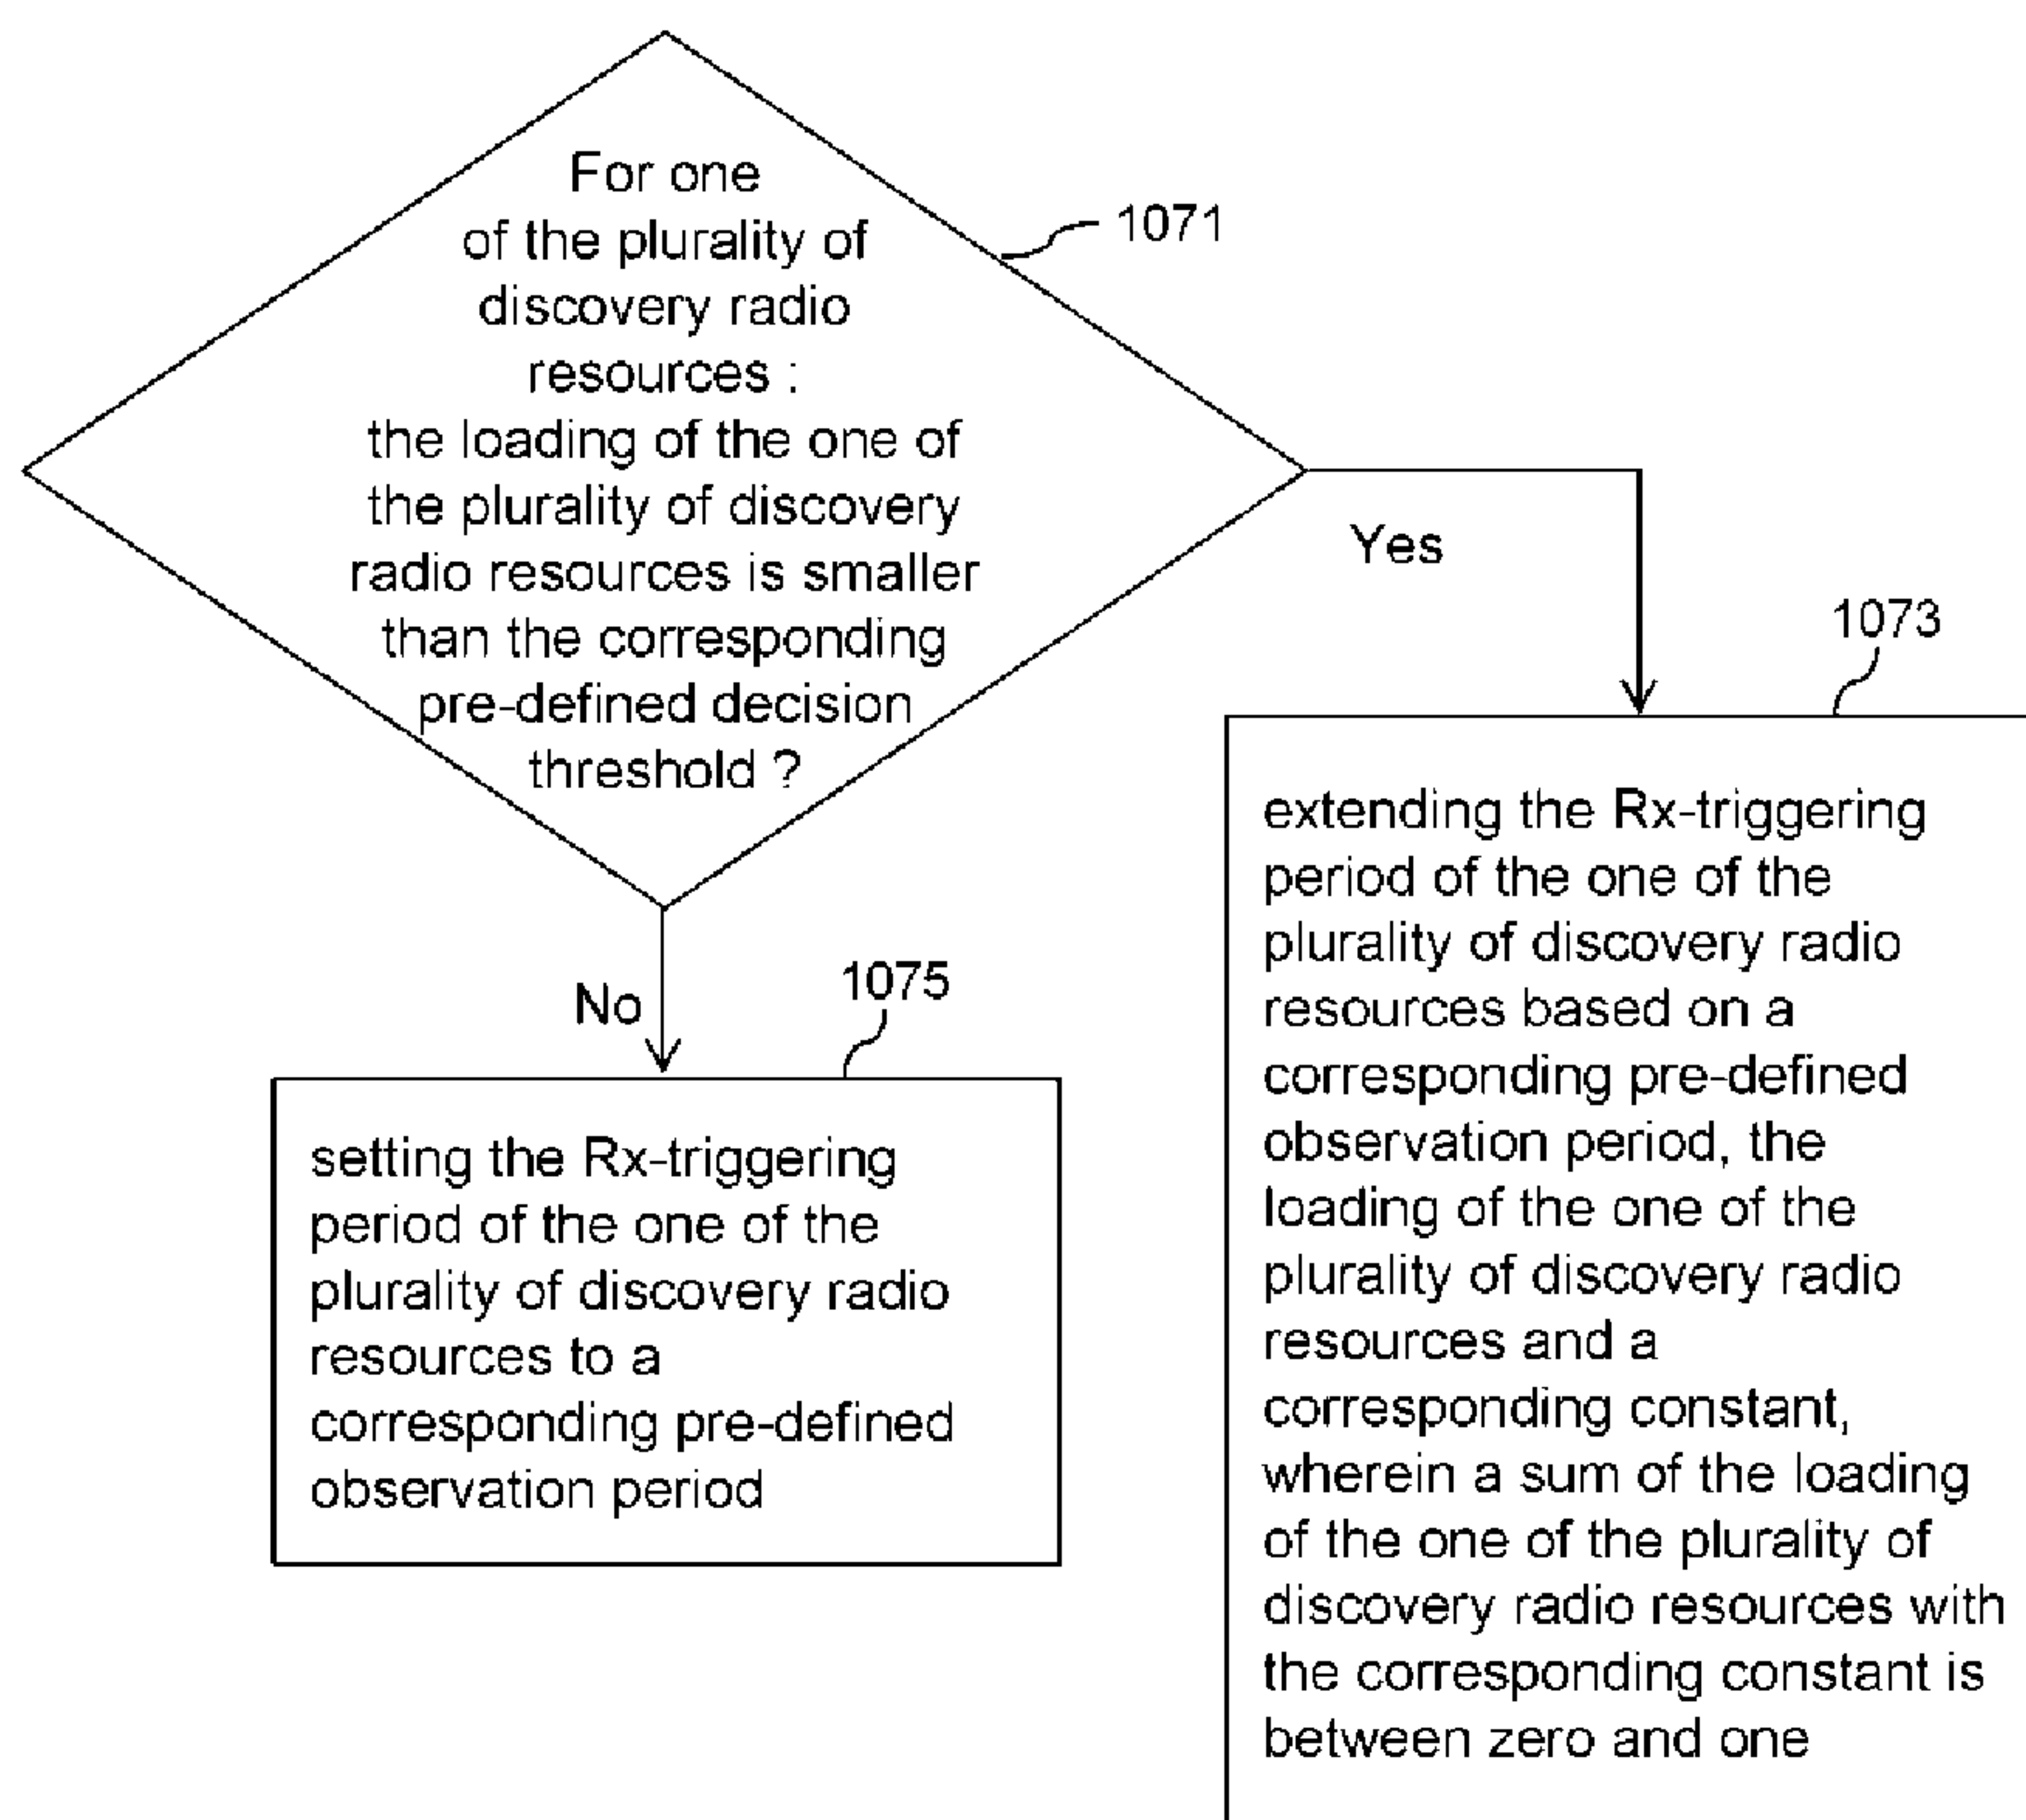 For one
of the plurality of
discovery radio
resources :
the loading of the one of
the plurality of discovery
radio resources is smaller
than the corresponding
pre-defined decision
threshold ?
1071
Yes
1073
extending the Rx-triggering
period of the one of the
plurality of discovery radio
resources based on a
corresponding pre-defined
observation period, the
loading of the one of the
plurality of discovery radio
resources and a
corresponding constant,
wherein a sum of the loading
of the one of the plurality of
discovery radio resources with
the corresponding constant is
between zero and one
No
1075
setting the Rx-triggering
period of the one of the
plurality of discovery radio
resources to a
corresponding pre-defined
observation period